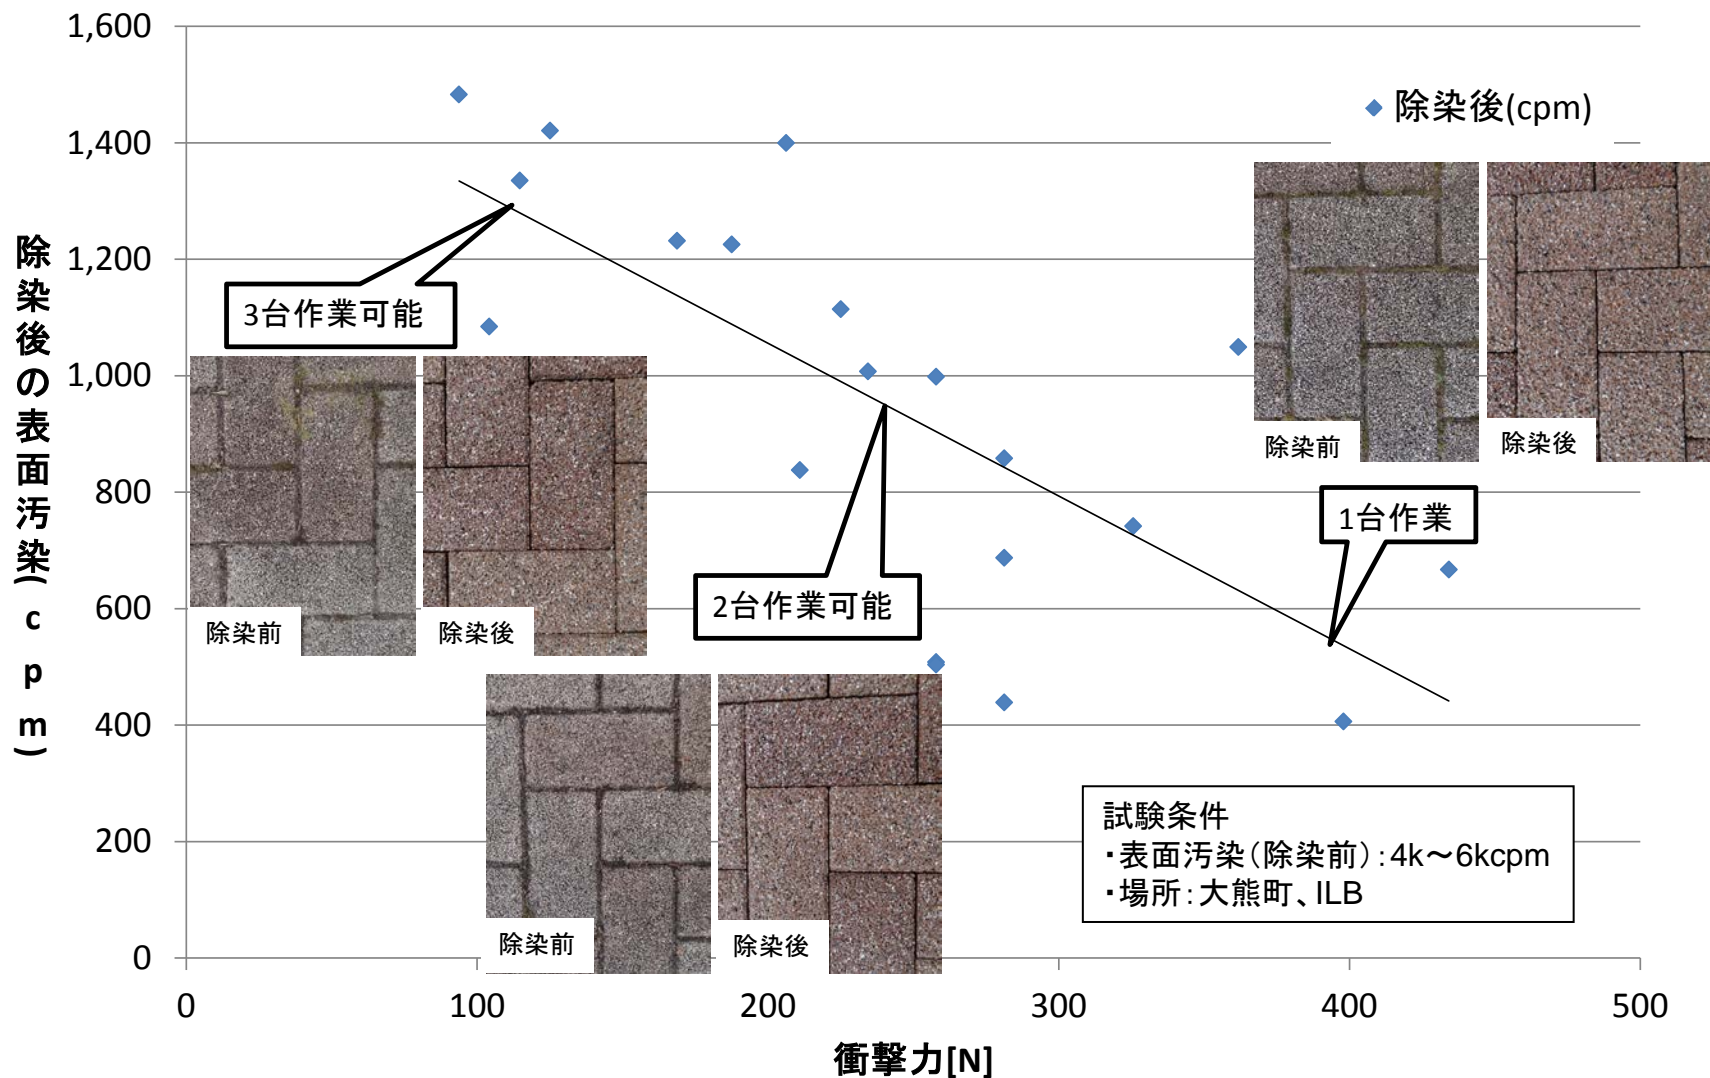 1,600
1,400
1,200
1,000
800
600
400
200
0
0
100
200
300
400
500
除染後の表面汚染(cpm)
衝撃力[N]
除染後(cpm)
3台作業可能
2台作業可能
1台作業
除染前
除染後
除染前
除染後
除染前
除染後
試験条件
・表面汚染(除染前):4k～6kcpm
・場所:大熊町、ILB